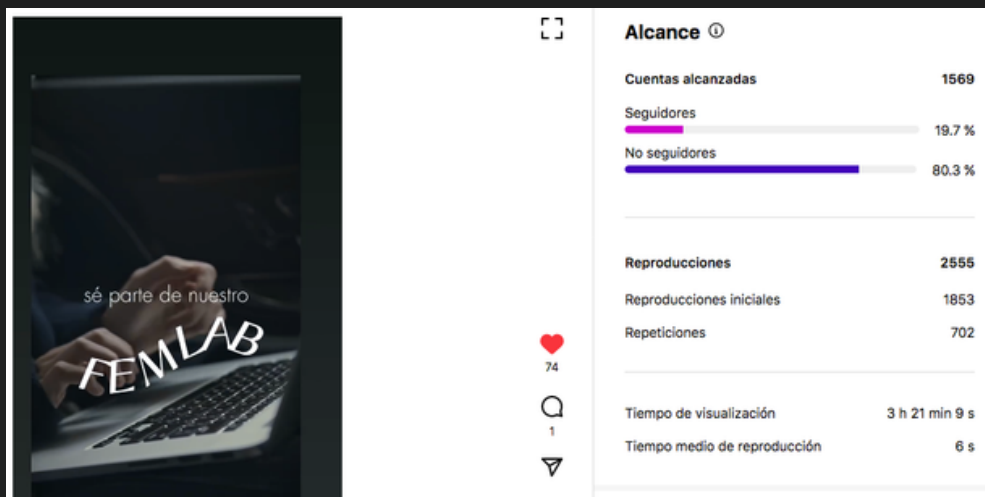 sé parte de nuestro
FEMLAB
74
1
Alcance
Cuentas alcanzadas 1569
Seguidores
19.7 %
No seguidores
80.3 %
Reproducciones 2555
Reproducciones iniciales 1853
Repeticiones 702
Tiempo de visualización 3 h 21 min 9 s
Tiempo medio de reproducción 6 s